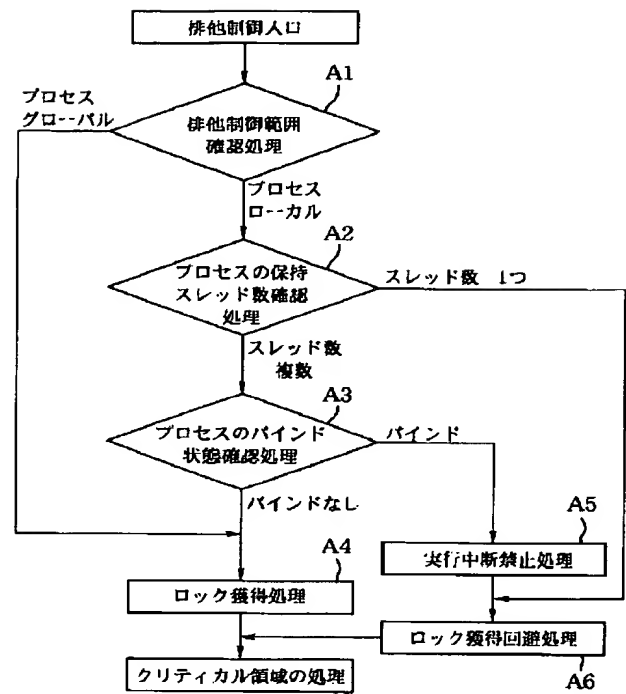 排他制御入口
A1
プロセス
グローバル
排他制御範囲
確認処理
プロセス
ローカル
A2
プロセスの保持
スレッド数確認
処理
スレッド数 1つ
スレッド数
複数
A3
プロセスのバインド
状態確認処理
バインド
バインドなし
A5
実行中断禁止処理
A4
ロック獲得処理
ロック獲得回避処理
A6
クリティカル領域の処理